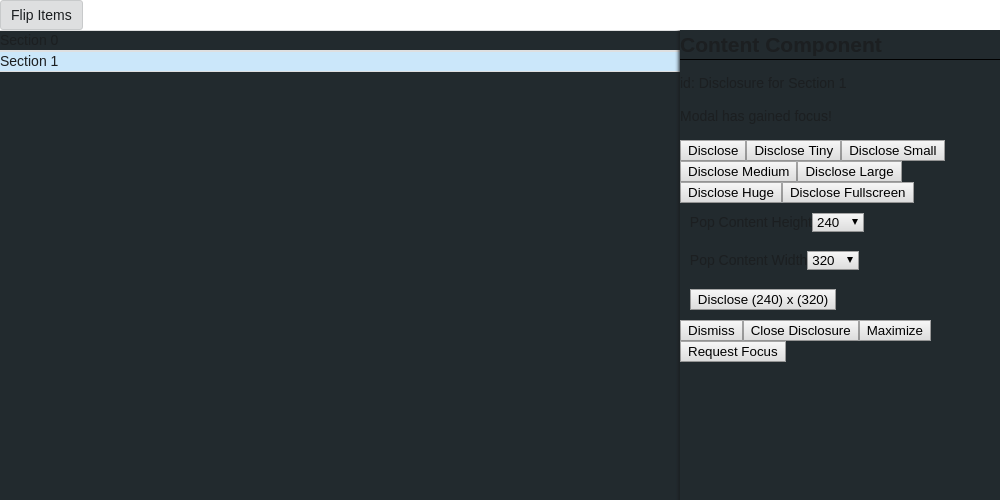 Flip Items
Section 0
Section 1
Content Component
id: Disclosure for Section 1
Modal has gained focus!
Disclose Disclose Tiny Disclose Small
Disclose Medium Disclose Large
Disclose Huge Disclose Fullscreen
Pop Content Height 240
Pop Content Width 320
Disclose (240) x (320)
Dismiss Close Disclosure Maximize
Request Focus